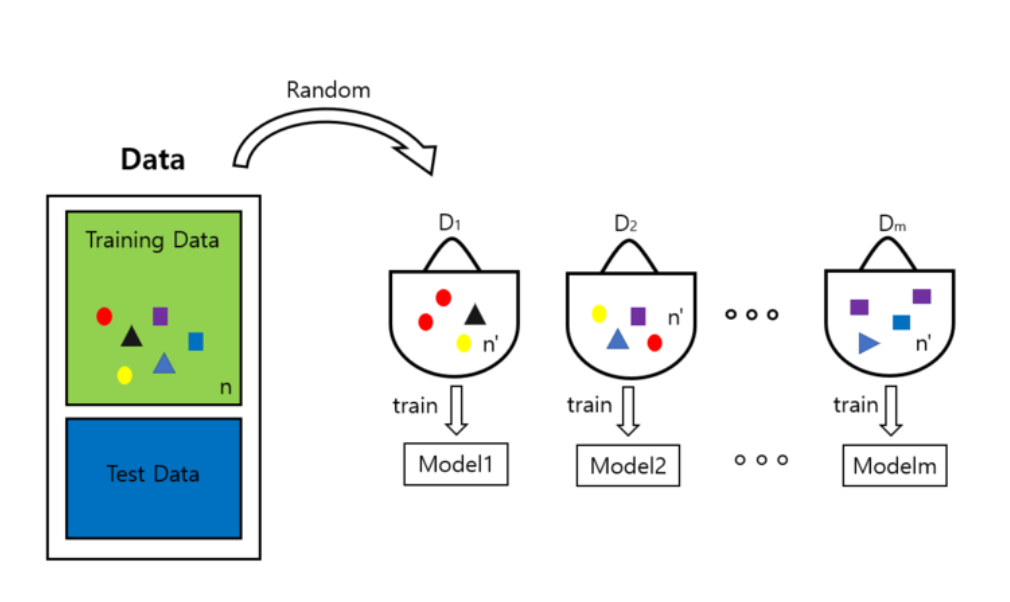 Random
Data
Training Data
n
Test Data
D₁
D₂
Dₘ
n'
n'
n'
train
train
train
Model1
Model2
Modelm